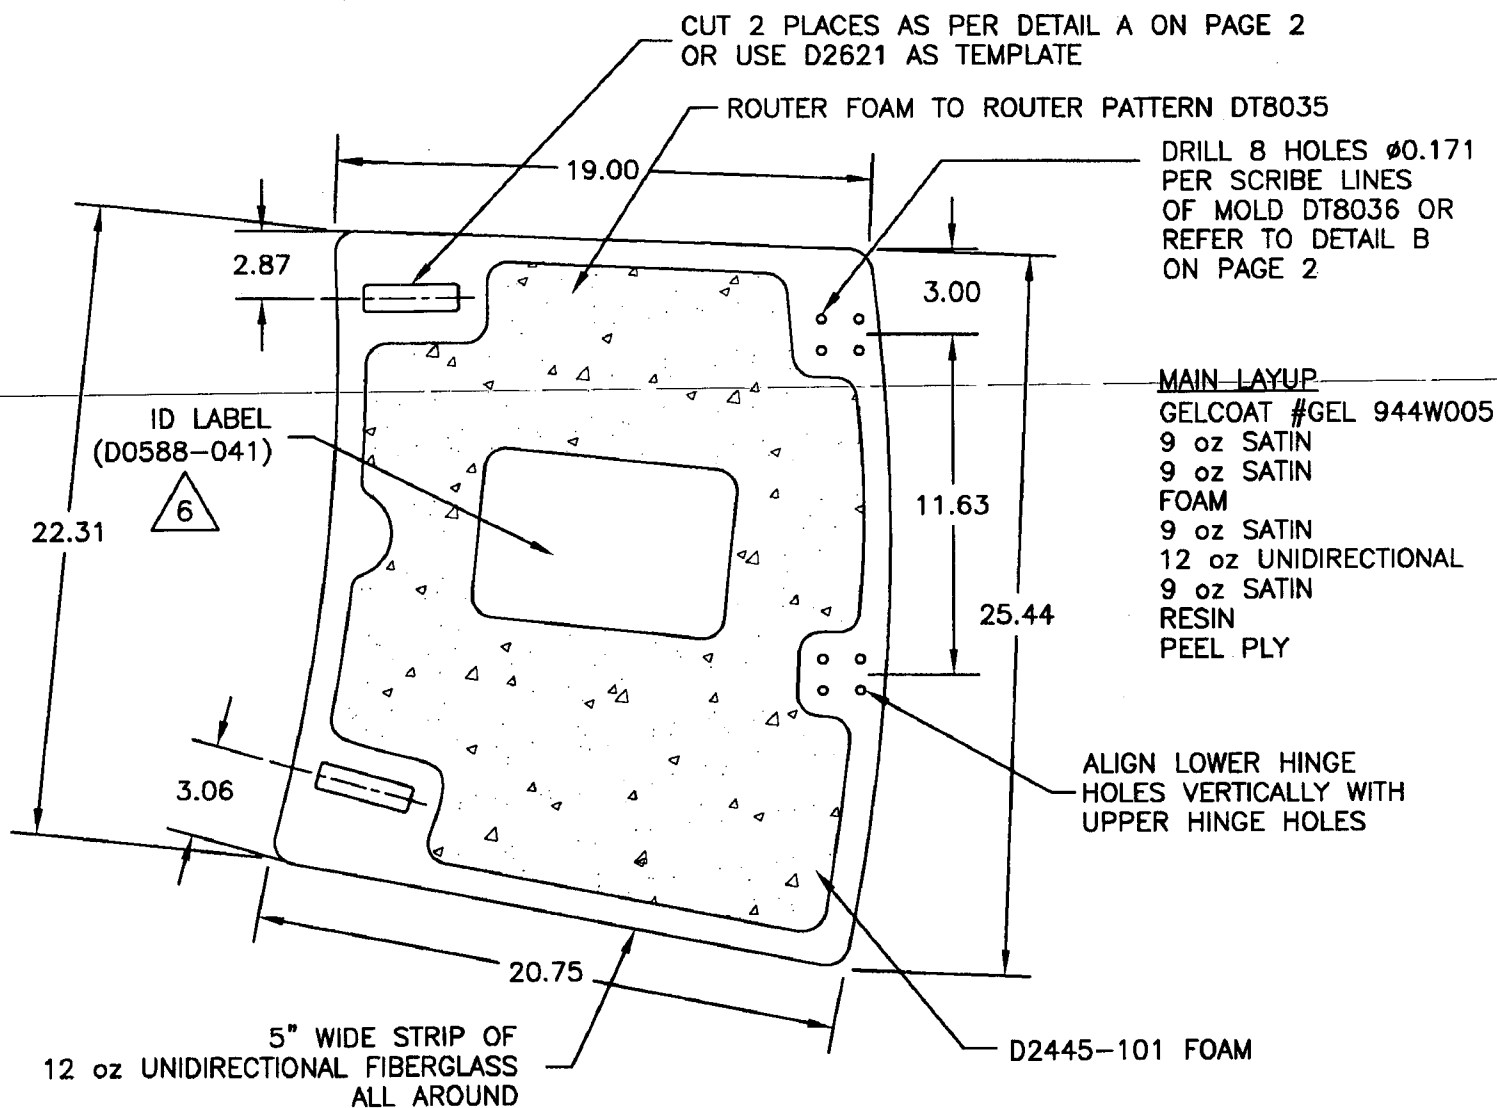 CUT 2 PLACES AS PER DETAIL A ON PAGE 2
OR USE D2621 AS TEMPLATE
ROUTER FOAM TO ROUTER PATTERN DT8035
DRILL 8 HOLES ø0.171
PER SCRIBE LINES
OF MOLD DT8036 OR
REFER TO DETAIL B
ON PAGE 2
19.00
2.87
3.00
MAIN LAYUP
GELCOAT #GEL 944W005
9 oz SATIN
9 oz SATIN
FOAM
9 oz SATIN
12 oz UNIDIRECTIONAL
9 oz SATIN
RESIN
PEEL PLY
ID LABEL
(D0588-041)
6
22.31
11.63
25.44
3.06
ALIGN LOWER HINGE
HOLES VERTICALLY WITH
UPPER HINGE HOLES
20.75
5" WIDE STRIP OF
12 oz UNIDIRECTIONAL FIBERGLASS
ALL AROUND
D2445-101 FOAM